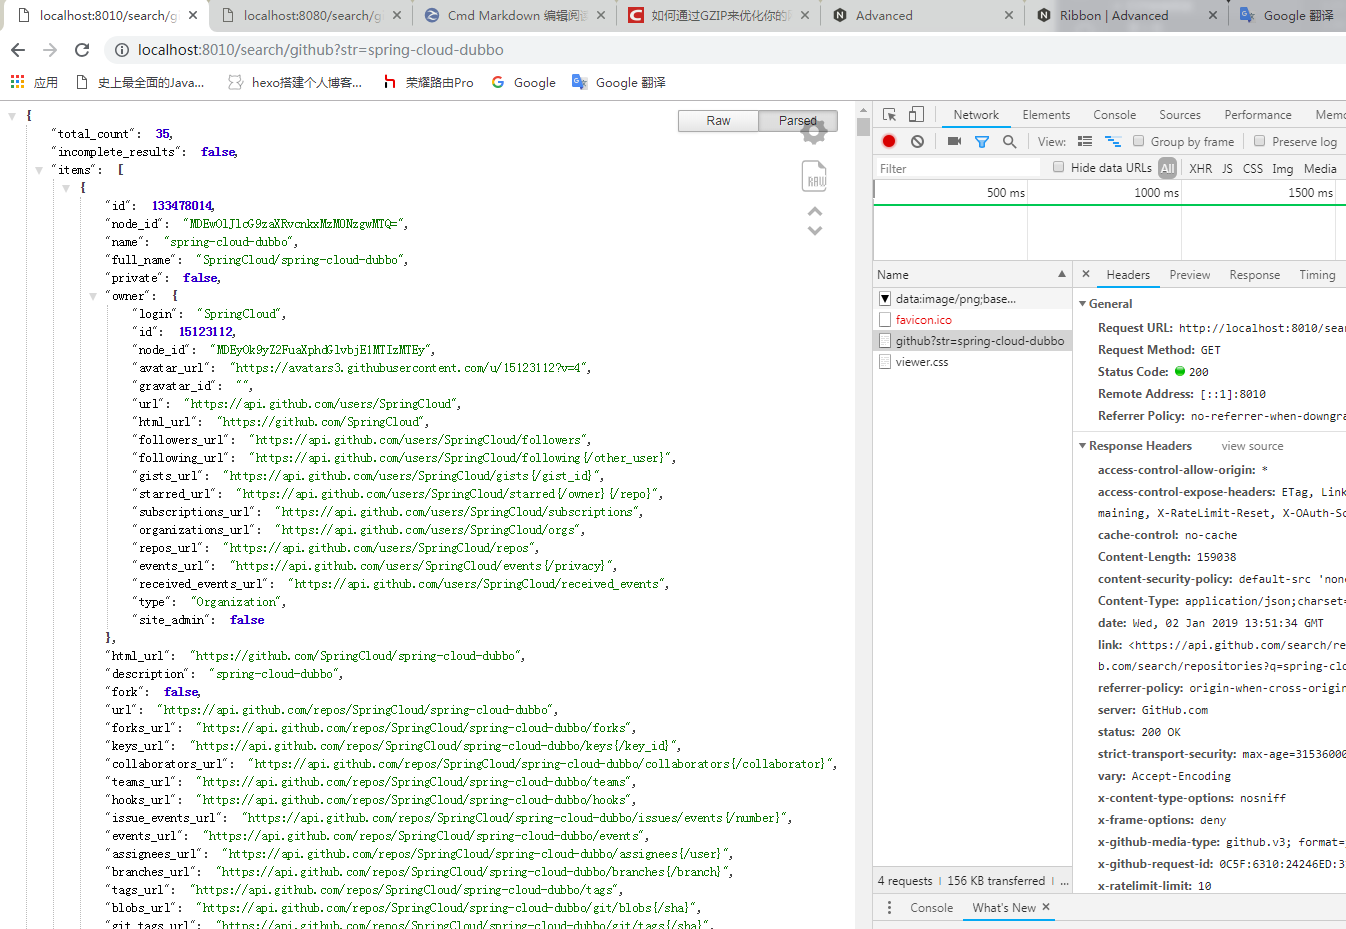 localhost:8010/search/g
localhost:8080/search/g
Cmd Markdown 编辑阅
如何通过GZIP来优化你的
Advanced
Ribbon | Advanced
Google 翻译
localhost:8010/search/github?str=spring-cloud-dubbo
应用
史上最全面的Java...
hexo搭建个人博客...
荣耀路由Pro
Google
Google 翻译
Raw
Parsed
RAW
{
"total_count": 35,
"incomplete_results": false,
"items": [
{
"id": 133478014,
"node_id": "MDEwOlJlcG9zaXRvcnkxMzM0NzgwMTQ=",
"name": "spring-cloud-dubbo",
"full_name": "SpringCloud/spring-cloud-dubbo",
"private": false,
"owner": {
"login": "SpringCloud",
"id": 15123112,
"node_id": "MDEyOk9yZ2FuaXphdGlvbjE1MTIzMTEy",
"avatar_url": "https://avatars3.githubusercontent.com/u/15123112?v=4",
"gravatar_id": "",
"url": "https://api.github.com/users/SpringCloud",
"html_url": "https://github.com/SpringCloud",
"followers_url": "https://api.github.com/users/SpringCloud/followers",
"following_url": "https://api.github.com/users/SpringCloud/following{/other_user}",
"gists_url": "https://api.github.com/users/SpringCloud/gists{/gist_id}",
"starred_url": "https://api.github.com/users/SpringCloud/starred{/owner}{/repo}",
"subscriptions_url": "https://api.github.com/users/SpringCloud/subscriptions",
"organizations_url": "https://api.github.com/users/SpringCloud/orgs",
"repos_url": "https://api.github.com/users/SpringCloud/repos",
"events_url": "https://api.github.com/users/SpringCloud/events{/privacy}",
"received_events_url": "https://api.github.com/users/SpringCloud/received_events",
"type": "Organization",
"site_admin": false
},
"html_url": "https://github.com/SpringCloud/spring-cloud-dubbo",
"description": "spring-cloud-dubbo",
"fork": false,
"url": "https://api.github.com/repos/SpringCloud/spring-cloud-dubbo",
"forks_url": "https://api.github.com/repos/SpringCloud/spring-cloud-dubbo/forks",
"keys_url": "https://api.github.com/repos/SpringCloud/spring-cloud-dubbo/keys{/key_id}",
"collaborators_url": "https://api.github.com/repos/SpringCloud/spring-cloud-dubbo/collaborators{/collaborator}",
"teams_url": "https://api.github.com/repos/SpringCloud/spring-cloud-dubbo/teams",
"hooks_url": "https://api.github.com/repos/SpringCloud/spring-cloud-dubbo/hooks",
"issue_events_url": "https://api.github.com/repos/SpringCloud/spring-cloud-dubbo/issues/events{/number}",
"events_url": "https://api.github.com/repos/SpringCloud/spring-cloud-dubbo/events",
"assignees_url": "https://api.github.com/repos/SpringCloud/spring-cloud-dubbo/assignees{/user}",
"branches_url": "https://api.github.com/repos/SpringCloud/spring-cloud-dubbo/branches{/branch}",
"tags_url": "https://api.github.com/repos/SpringCloud/spring-cloud-dubbo/tags",
"blobs_url": "https://api.github.com/repos/SpringCloud/spring-cloud-dubbo/git/blobs{/sha}",
"git_tags_url": "https://api.github.com/repos/SpringCloud/spring-cloud-dubbo/git/tags{/sha}",
Network Elements Console Sources Performance Memo
View: Group by frame Preserve log
Filter Hide data URLs All XHR JS CSS Img Media
500 ms 1000 ms 1500 ms
Name
data:image/png;base...
favicon.ico
github?str=spring-cloud-dubbo
viewer.css
4 requests | 156 KB transferred | ...
Headers Preview Response Timing
General
Request URL: http://localhost:8010/sea
Request Method: GET
Status Code: 200
Remote Address: [::1]:8010
Referrer Policy: no-referrer-when-downgra
Response Headers view source
access-control-allow-origin: *
access-control-expose-headers: ETag, Link
maining, X-RateLimit-Reset, X-OAuth-Sc
cache-control: no-cache
Content-Length: 159038
content-security-policy: default-src 'none
Content-Type: application/json;charset=
date: Wed, 02 Jan 2019 13:51:34 GMT
link: <https://api.github.com/search/re
b.com/search/repositories?q=spring-clo
referrer-policy: origin-when-cross-origin
server: GitHub.com
status: 200 OK
strict-transport-security: max-age=31536000
vary: Accept-Encoding
x-content-type-options: nosniff
x-frame-options: deny
x-github-media-type: github.v3; format=
x-github-request-id: 0C5F:6310:24246ED:3
x-ratelimit-limit: 10
Console What's New